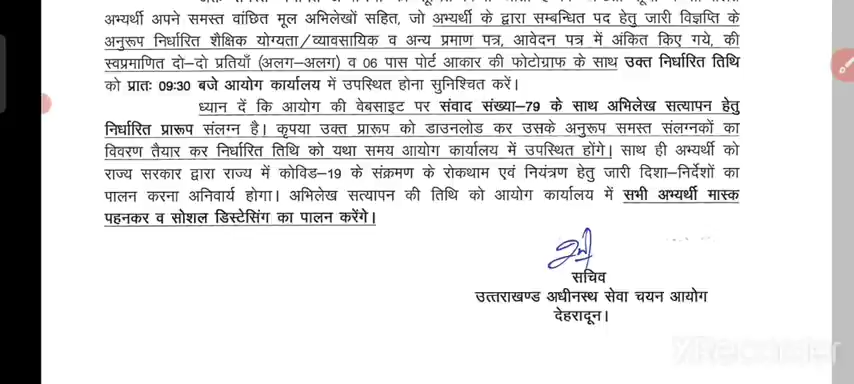 अभ्यर्थी अपने समस्त वांछित मूल अभिलेखों सहित, जो अभ्यर्थी के द्वारा सम्बन्धित पद हेतु जारी विज्ञप्ति के
अनुरूप निर्धारित शैक्षिक योग्यता/व्यावसायिक व अन्य प्रमाण पत्र, आवेदन पत्र में अंकित किए गये, की
स्वप्रमाणित दो–दो प्रतियाँ (अलग–अलग) व 06 पास पोर्ट आकार की फोटोग्राफ के साथ उक्त निर्धारित तिथि
को प्रातः 09:30 बजे आयोग कार्यालय में उपस्थित होना सुनिश्चित करें।
ध्यान दें कि आयोग की वेबसाइट पर संवाद संख्या–79 के साथ अभिलेख सत्यापन हेतु
निर्धारित प्रारूप संलग्न है। कृपया उक्त प्रारूप को डाउनलोड कर उसके अनुरूप समस्त संलग्नकों का
विवरण तैयार कर निर्धारित तिथि को यथा समय आयोग कार्यालय में उपस्थित होंगे। साथ ही अभ्यर्थी को
राज्य सरकार द्वारा राज्य में कोविड–19 के संक्रमण के रोकथाम एवं नियंत्रण हेतु जारी दिशा–निर्देशों का
पालन करना अनिवार्य होगा। अभिलेख सत्यापन की तिथि को आयोग कार्यालय में सभी अभ्यर्थी मास्क
पहनकर व सोशल डिस्टेसिंग का पालन करेंगे।
सचिव
उत्तराखण्ड अधीनस्थ सेवा चयन आयोग
देहरादून।